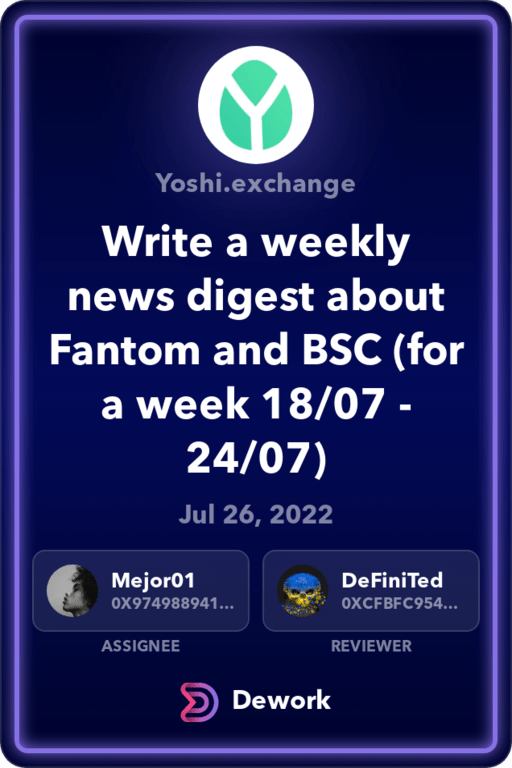 Yoshi.exchange
Write a weekly
news digest about
Fantom and BSC (for
a week 18/07 -
24/07)
Jul 26, 2022
Mejor01
0X974988941...
DeFiniTed
0XCFBFC954...
ASSIGNEE
REVIEWER
Dework